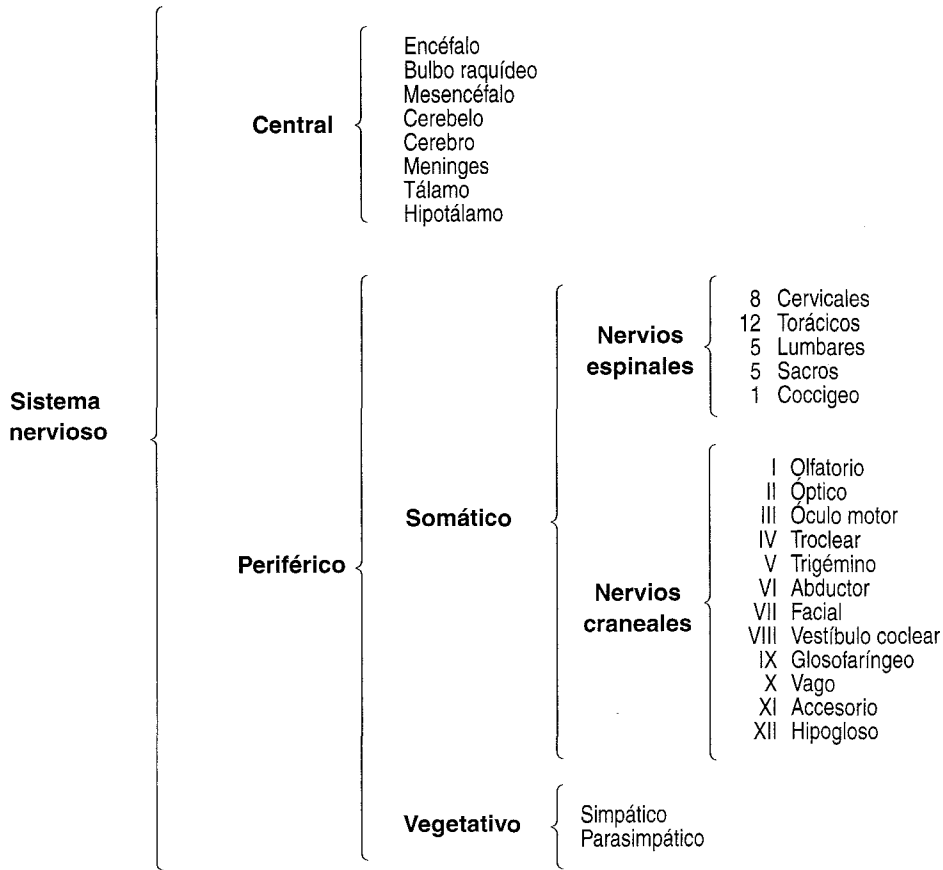 Sistema
nervioso
Central
Encéfalo
Bulbo raquídeo
Mesencéfalo
Cerebelo
Cerebro
Meninges
Tálamo
Hipotálamo
Periférico
Somático
Nervios
espinales
8 Cervicales
12 Torácicos
5 Lumbares
5 Sacros
1 Coccigeo
Nervios
craneales
I Olfatorio
II Óptico
III Óculo motor
IV Troclear
V Trigémino
VI Abductor
VII Facial
VIII Vestíbulo coclear
IX Glosofaríngeo
X Vago
XI Accesorio
XII Hipogloso
Vegetativo
Simpático
Parasimpático